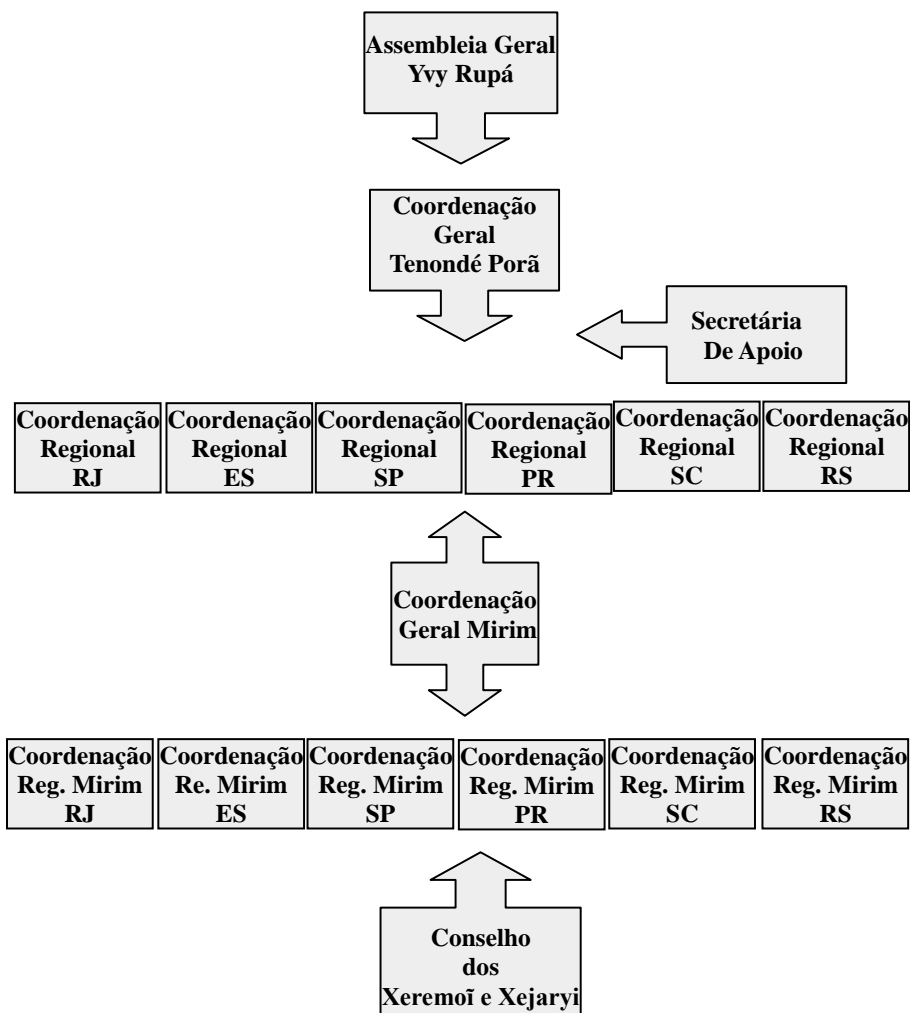 Assembleia Geral
Yvy Rupá
Coordenação
Geral
Tenondé Porã
Secretária
De Apoio
Coordenação
Regional
RJ
Coordenação
Regional
ES
Coordenação
Regional
SP
Coordenação
Regional
PR
Coordenação
Regional
SC
Coordenação
Regional
RS
Coordenação
Geral Mirim
Coordenação
Reg. Mirim
RJ
Coordenação
Re. Mirim
ES
Coordenação
Reg. Mirim
SP
Coordenação
Reg. Mirim
PR
Coordenação
Reg. Mirim
SC
Coordenação
Reg. Mirim
RS
Conselho
dos
Xeremoĩ e Xejaryi